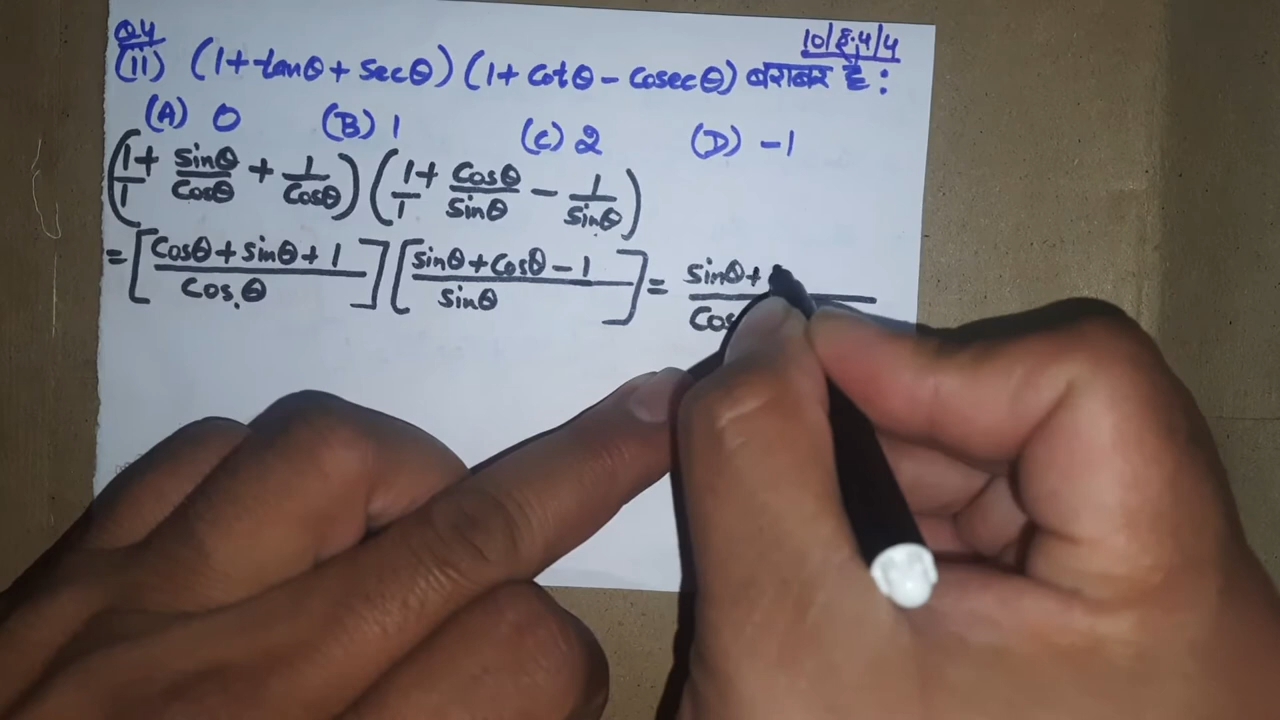 Q4 10/8.4/4
(ii) (1+tanθ+secθ)(1+cotθ-cosecθ) बराबर है:
(A) 0 (B) 1 (C) 2 (D) -1
(1/1 + sinθ/cosθ + 1/cosθ)(1/1 + cosθ/sinθ - 1/sinθ)
= [cosθ+sinθ+1/cosθ][sinθ+cosθ-1/sinθ] = sinθ+